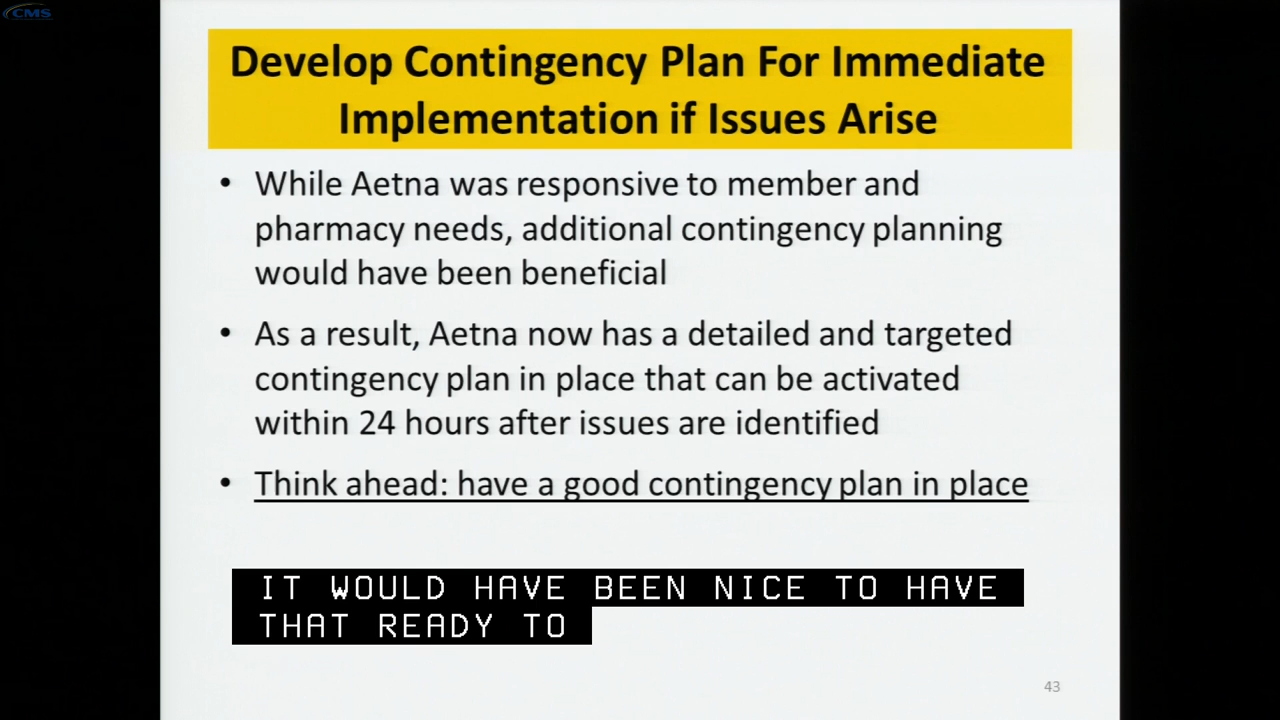 CMS
Develop Contingency Plan For Immediate
Implementation if Issues Arise
• While Aetna was responsive to member and
pharmacy needs, additional contingency planning
would have been beneficial
• As a result, Aetna now has a detailed and targeted
contingency plan in place that can be activated
within 24 hours after issues are identified
• Think ahead: have a good contingency plan in place
IT WOULD HAVE BEEN NICE TO HAVE
THAT READY TO
43